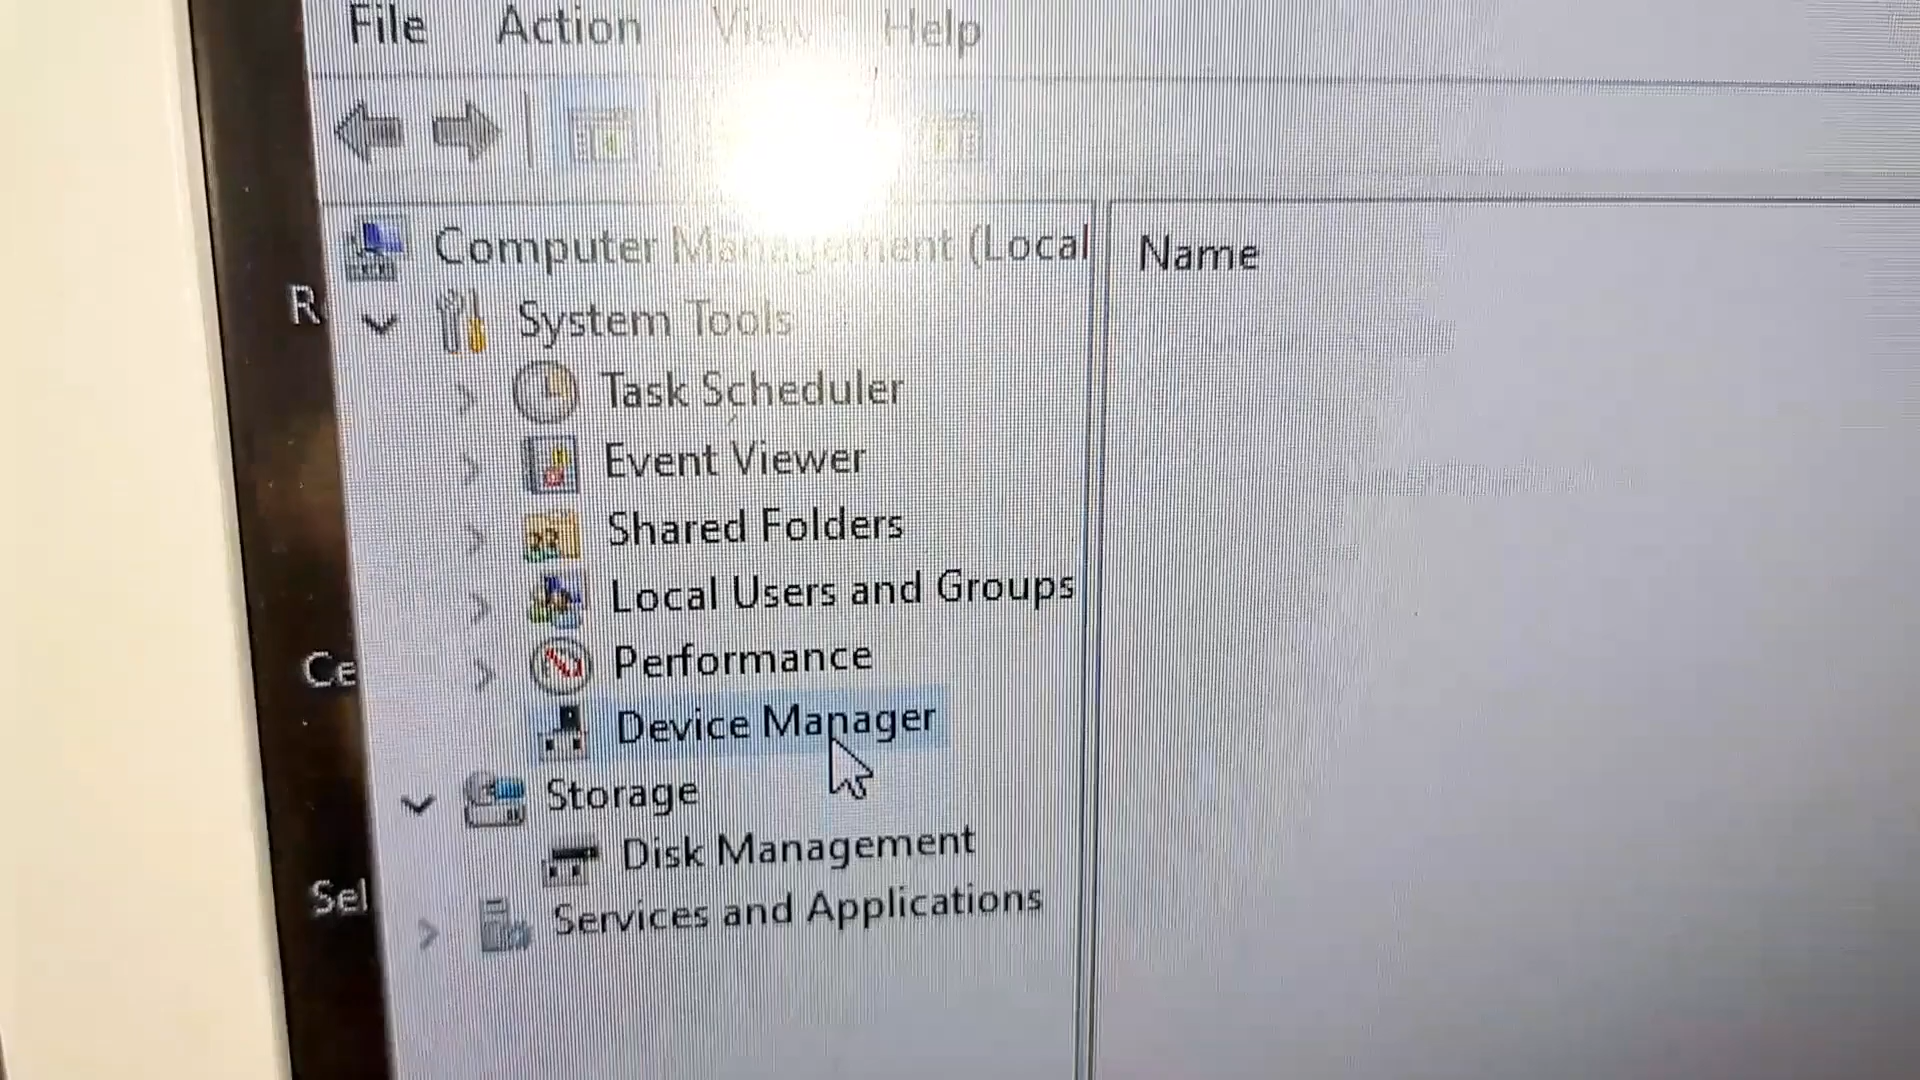 File Action View Help
Computer Management (Local
Name
System Tools
Task Scheduler
Event Viewer
Shared Folders
Local Users and Groups
Performance
Device Manager
Storage
Disk Management
Services and Applications
R
Ce
Sel